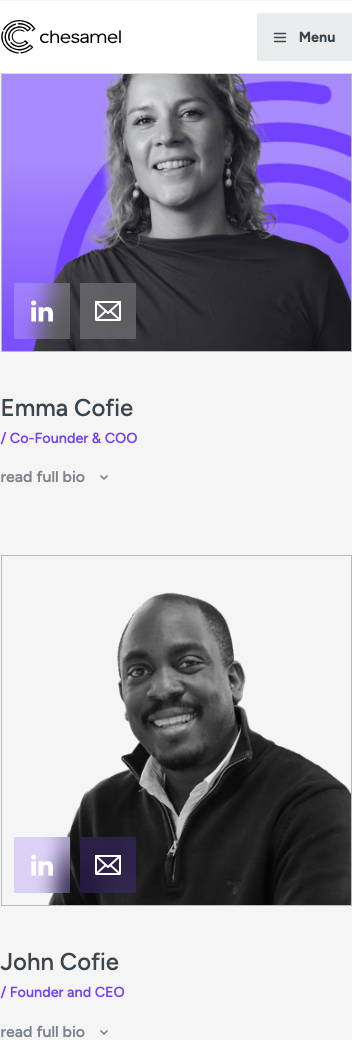 chesamel
Menu
in
Emma Cofie
/ Co-Founder & COO
read full bio
in
John Cofie
/ Founder and CEO
read full bio